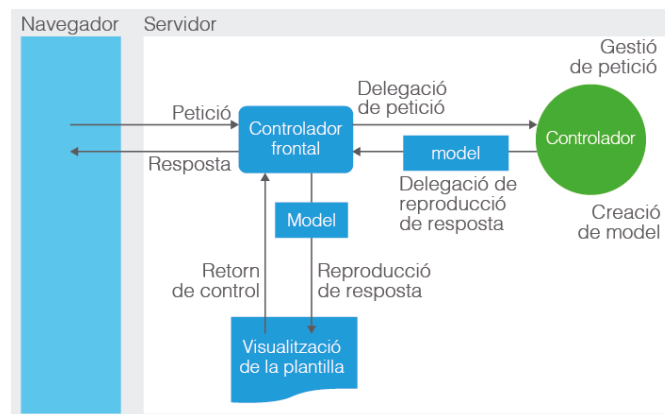 Navegador
Servidor
Gestió
de petició
Petició
Delegació
de petició
Controlador
frontal
Controlador
Resposta
model
Delegació de
reproducció
de resposta
Creació
de model
Model
Retorn
de control
Reproducció
de resposta
Visualització
de la plantilla